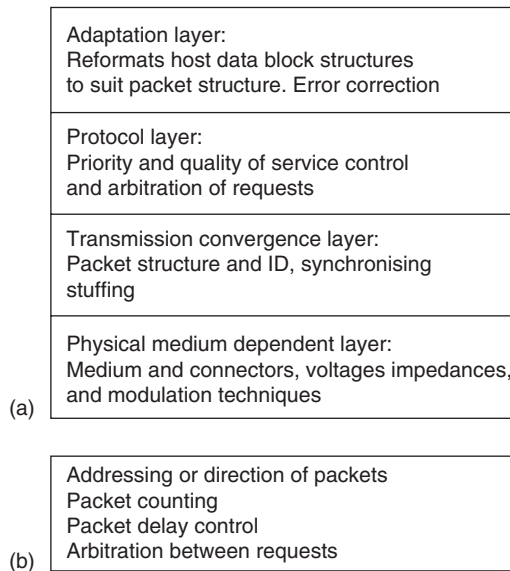 Adaptation layer:
Reformats host data block structures
to suit packet structure. Error correction
Protocol layer:
Priority and quality of service control
and arbitration of requests
Transmission convergence layer:
Packet structure and ID, synchronising
stuffing
Physical medium dependent layer:
Medium and connectors, voltages impedances,
and modulation techniques
(a)
Addressing or direction of packets
Packet counting
Packet delay control
Arbitration between requests
(b)